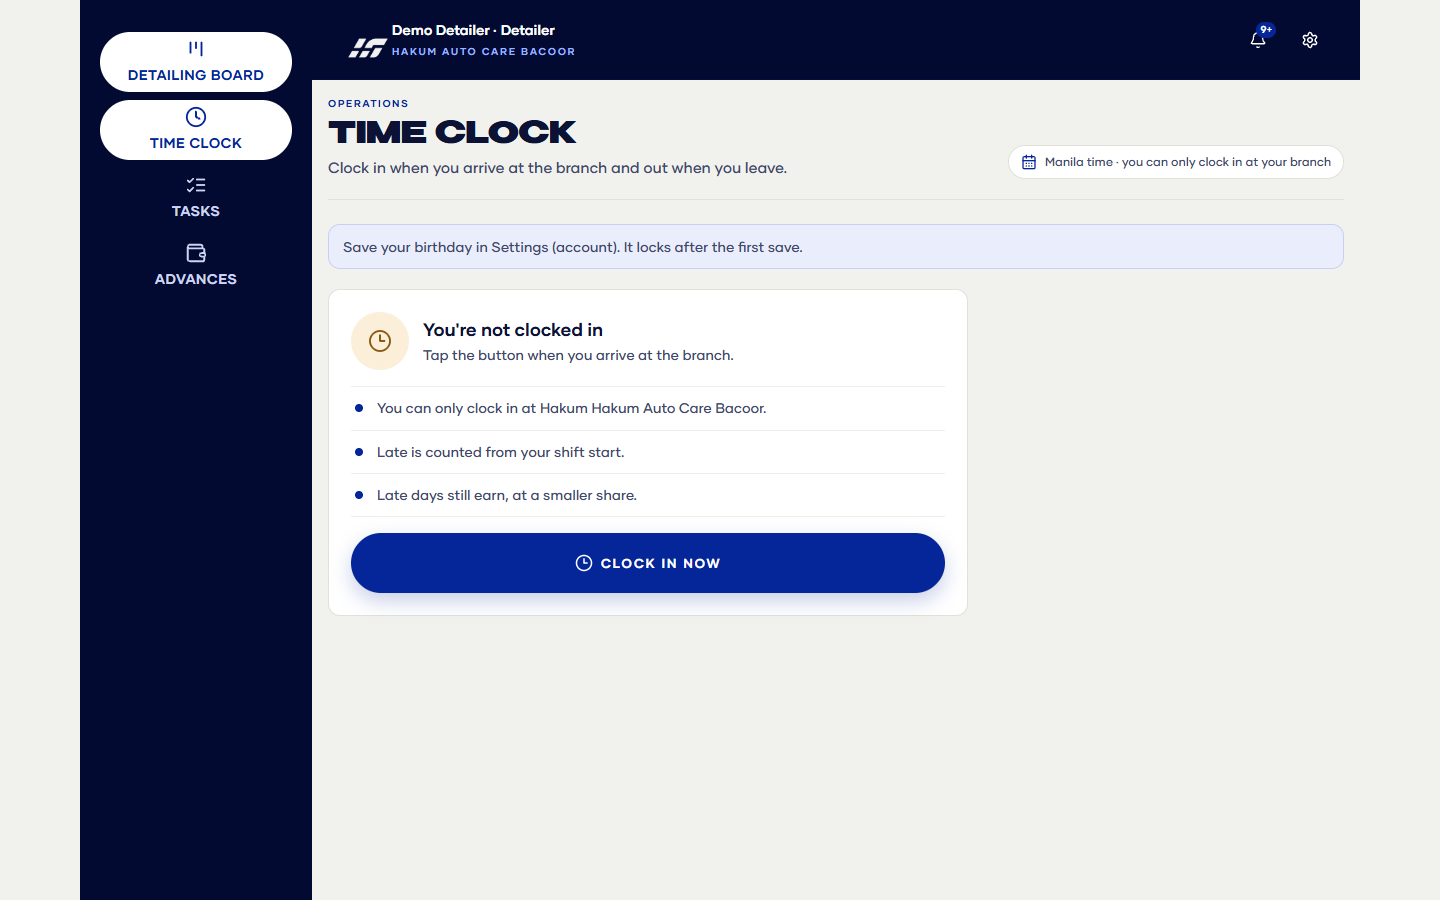 DETAILING BOARD
TIME CLOCK
TASKS
ADVANCES
Demo Detailer · Detailer
HAKUM AUTO CARE BACOOR
9+
OPERATIONS
TIME CLOCK
Clock in when you arrive at the branch and out when you leave.
Manila time · you can only clock in at your branch
Save your birthday in Settings (account). It locks after the first save.
You're not clocked in
Tap the button when you arrive at the branch.
You can only clock in at Hakum Hakum Auto Care Bacoor.
Late is counted from your shift start.
Late days still earn, at a smaller share.
CLOCK IN NOW